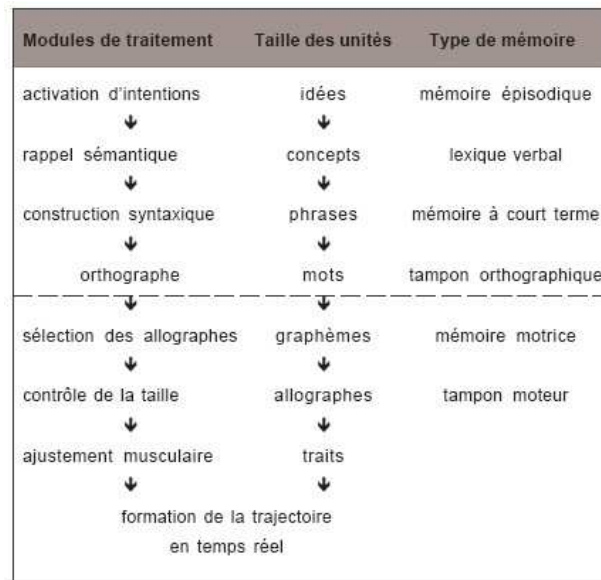 Modules de traitement Taille des unités Type de mémoire
activation d'intentions idées mémoire épisodique
rappel sémantique concepts lexique verbal
construction syntaxique phrases mémoire à court terme
orthographe mots tampon orthographique
sélection des allographes graphèmes mémoire motrice
contrôle de la taille allographes tampon moteur
ajustement musculaire traits
formation de la trajectoire
en temps réel